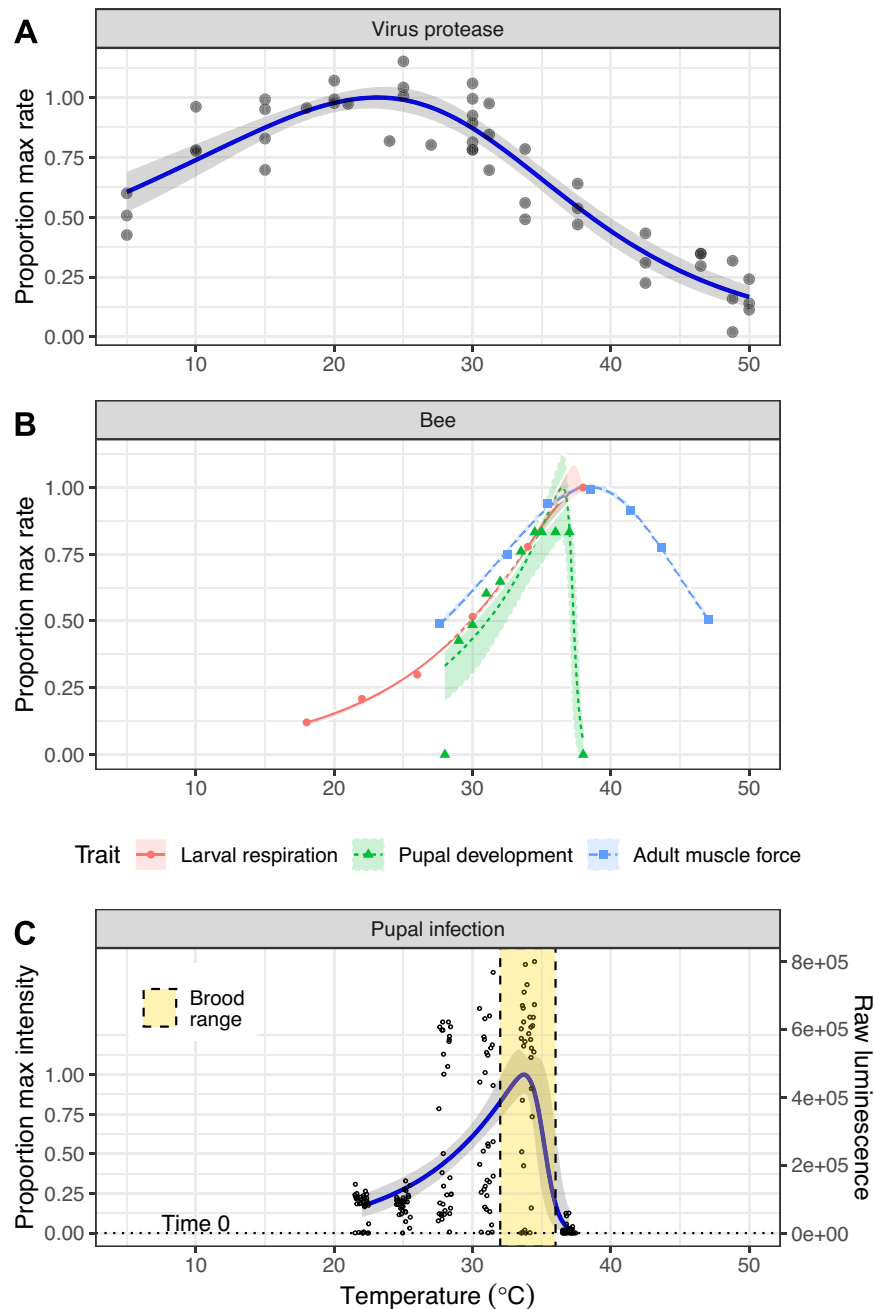 A
Virus protease
Proportion max rate
1.00
0.75
0.50
0.25
0.00
10 20 30 40 50
B
Bee
Proportion max rate
1.00
0.75
0.50
0.25
0.00
10 20 30 40 50
Trait Larval respiration Pupal development Adult muscle force
C
Pupal infection
Proportion max intensity
1.00
0.75
0.50
0.25
0.00
Brood
range
Time 0
8e+05
6e+05
4e+05
2e+05
0e+00
Raw luminescence
10 20 30 40 50
Temperature (°C)